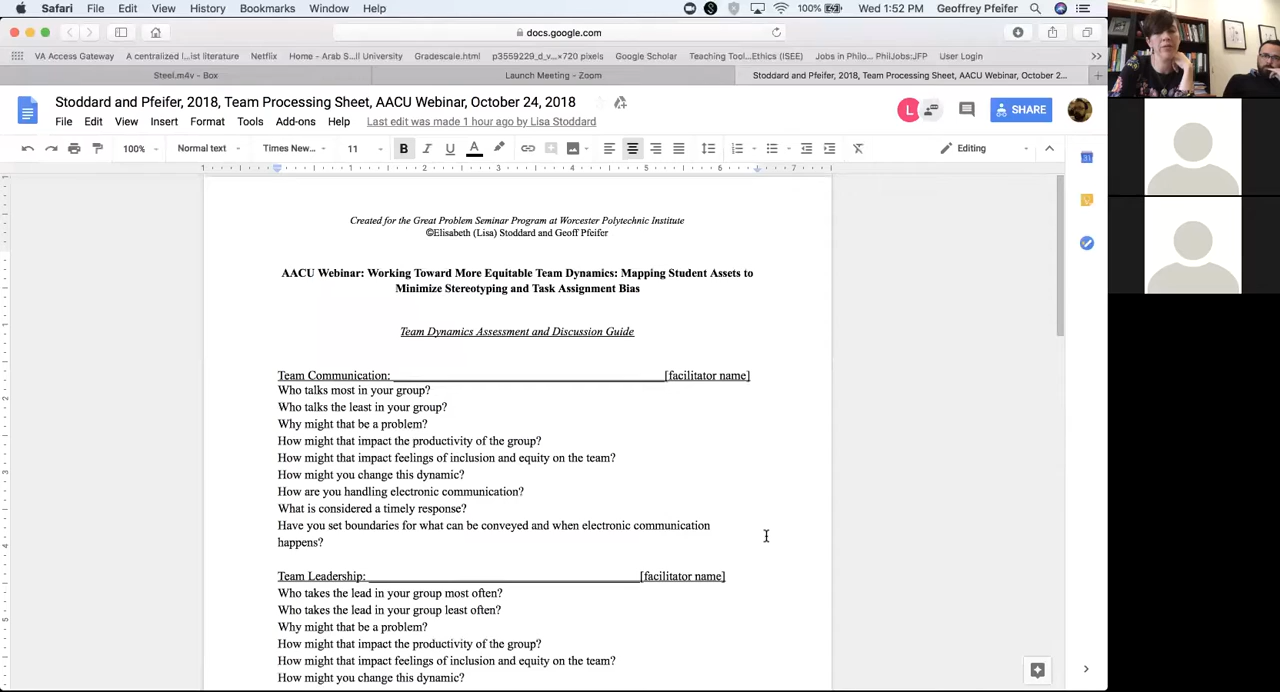 Safari File Edit View History Bookmarks Window Help 100% Wed 1:52 PM Geoffrey Pfeifer
docs.google.com
VA Access Gateway A centralized l...ist literature Netflix Home - Arab S...ll University Gradescale.html p3559229_d_v...×720 pixels Google Scholar Teaching Tool...Ethics (ISEE) Jobs in Philo... PhilJobs:JFP User Login
Steel.m4v - Box Launch Meeting - Zoom Stoddard and Pfeifer, 2018, Team Processing Sheet, AACU Webinar, October 2...
Stoddard and Pfeifer, 2018, Team Processing Sheet, AACU Webinar, October 24, 2018
L SHARE
File Edit View Insert Format Tools Add-ons Help Last edit was made 1 hour ago by Lisa Stoddard
100% Normal text Times New... 11 B I U A Editing
1 1 2 3 4 5 6 7
Created for the Great Problem Seminar Program at Worcester Polytechnic Institute
©Elisabeth (Lisa) Stoddard and Geoff Pfeifer
AACU Webinar: Working Toward More Equitable Team Dynamics: Mapping Student Assets to
Minimize Stereotyping and Task Assignment Bias
Team Dynamics Assessment and Discussion Guide
Team Communication: ________________________________________[facilitator name]
Who talks most in your group?
Who talks the least in your group?
Why might that be a problem?
How might that impact the productivity of the group?
How might that impact feelings of inclusion and equity on the team?
How might you change this dynamic?
How are you handling electronic communication?
What is considered a timely response?
Have you set boundaries for what can be conveyed and when electronic communication
happens?
Team Leadership: ________________________________________[facilitator name]
Who takes the lead in your group most often?
Who takes the lead in your group least often?
Why might that be a problem?
How might that impact the productivity of the group?
How might that impact feelings of inclusion and equity on the team?
How might you change this dynamic?